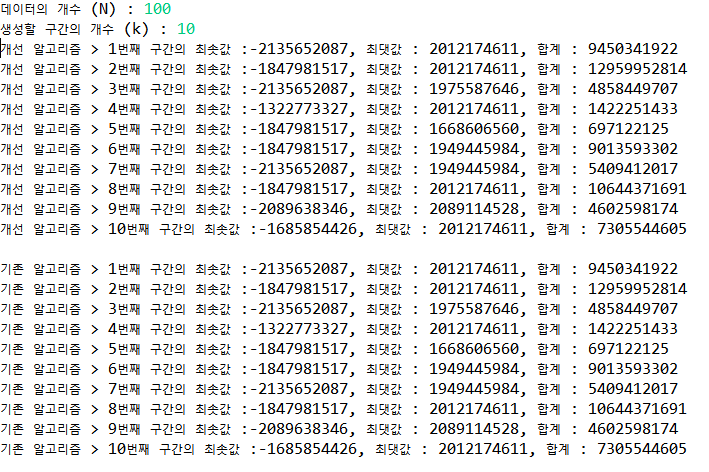 데이터의 개수 (N) : 100
생성할 구간의 개수 (k) : 10
개선 알고리즘 > 1번째 구간의 최솟값 :-2135652087, 최댓값 : 2012174611, 합계 : 9450341922
개선 알고리즘 > 2번째 구간의 최솟값 :-1847981517, 최댓값 : 2012174611, 합계 : 12959952814
개선 알고리즘 > 3번째 구간의 최솟값 :-2135652087, 최댓값 : 1975587646, 합계 : 4858449707
개선 알고리즘 > 4번째 구간의 최솟값 :-1322773327, 최댓값 : 2012174611, 합계 : 1422251433
개선 알고리즘 > 5번째 구간의 최솟값 :-1847981517, 최댓값 : 1668606560, 합계 : 697122125
개선 알고리즘 > 6번째 구간의 최솟값 :-1847981517, 최댓값 : 1949445984, 합계 : 9013593302
개선 알고리즘 > 7번째 구간의 최솟값 :-2135652087, 최댓값 : 1949445984, 합계 : 5409412017
개선 알고리즘 > 8번째 구간의 최솟값 :-1847981517, 최댓값 : 2012174611, 합계 : 10644371691
개선 알고리즘 > 9번째 구간의 최솟값 :-2089638346, 최댓값 : 2089114528, 합계 : 4602598174
개선 알고리즘 > 10번째 구간의 최솟값 :-1685854426, 최댓값 : 2012174611, 합계 : 7305544605
기존 알고리즘 > 1번째 구간의 최솟값 :-2135652087, 최댓값 : 2012174611, 합계 : 9450341922
기존 알고리즘 > 2번째 구간의 최솟값 :-1847981517, 최댓값 : 2012174611, 합계 : 12959952814
기존 알고리즘 > 3번째 구간의 최솟값 :-2135652087, 최댓값 : 1975587646, 합계 : 4858449707
기존 알고리즘 > 4번째 구간의 최솟값 :-1322773327, 최댓값 : 2012174611, 합계 : 1422251433
기존 알고리즘 > 5번째 구간의 최솟값 :-1847981517, 최댓값 : 1668606560, 합계 : 697122125
기존 알고리즘 > 6번째 구간의 최솟값 :-1847981517, 최댓값 : 1949445984, 합계 : 9013593302
기존 알고리즘 > 7번째 구간의 최솟값 :-2135652087, 최댓값 : 1949445984, 합계 : 5409412017
기존 알고리즘 > 8번째 구간의 최솟값 :-1847981517, 최댓값 : 2012174611, 합계 : 10644371691
기존 알고리즘 > 9번째 구간의 최솟값 :-2089638346, 최댓값 : 2089114528, 합계 : 4602598174
기존 알고리즘 > 10번째 구간의 최솟값 :-1685854426, 최댓값 : 2012174611, 합계 : 7305544605